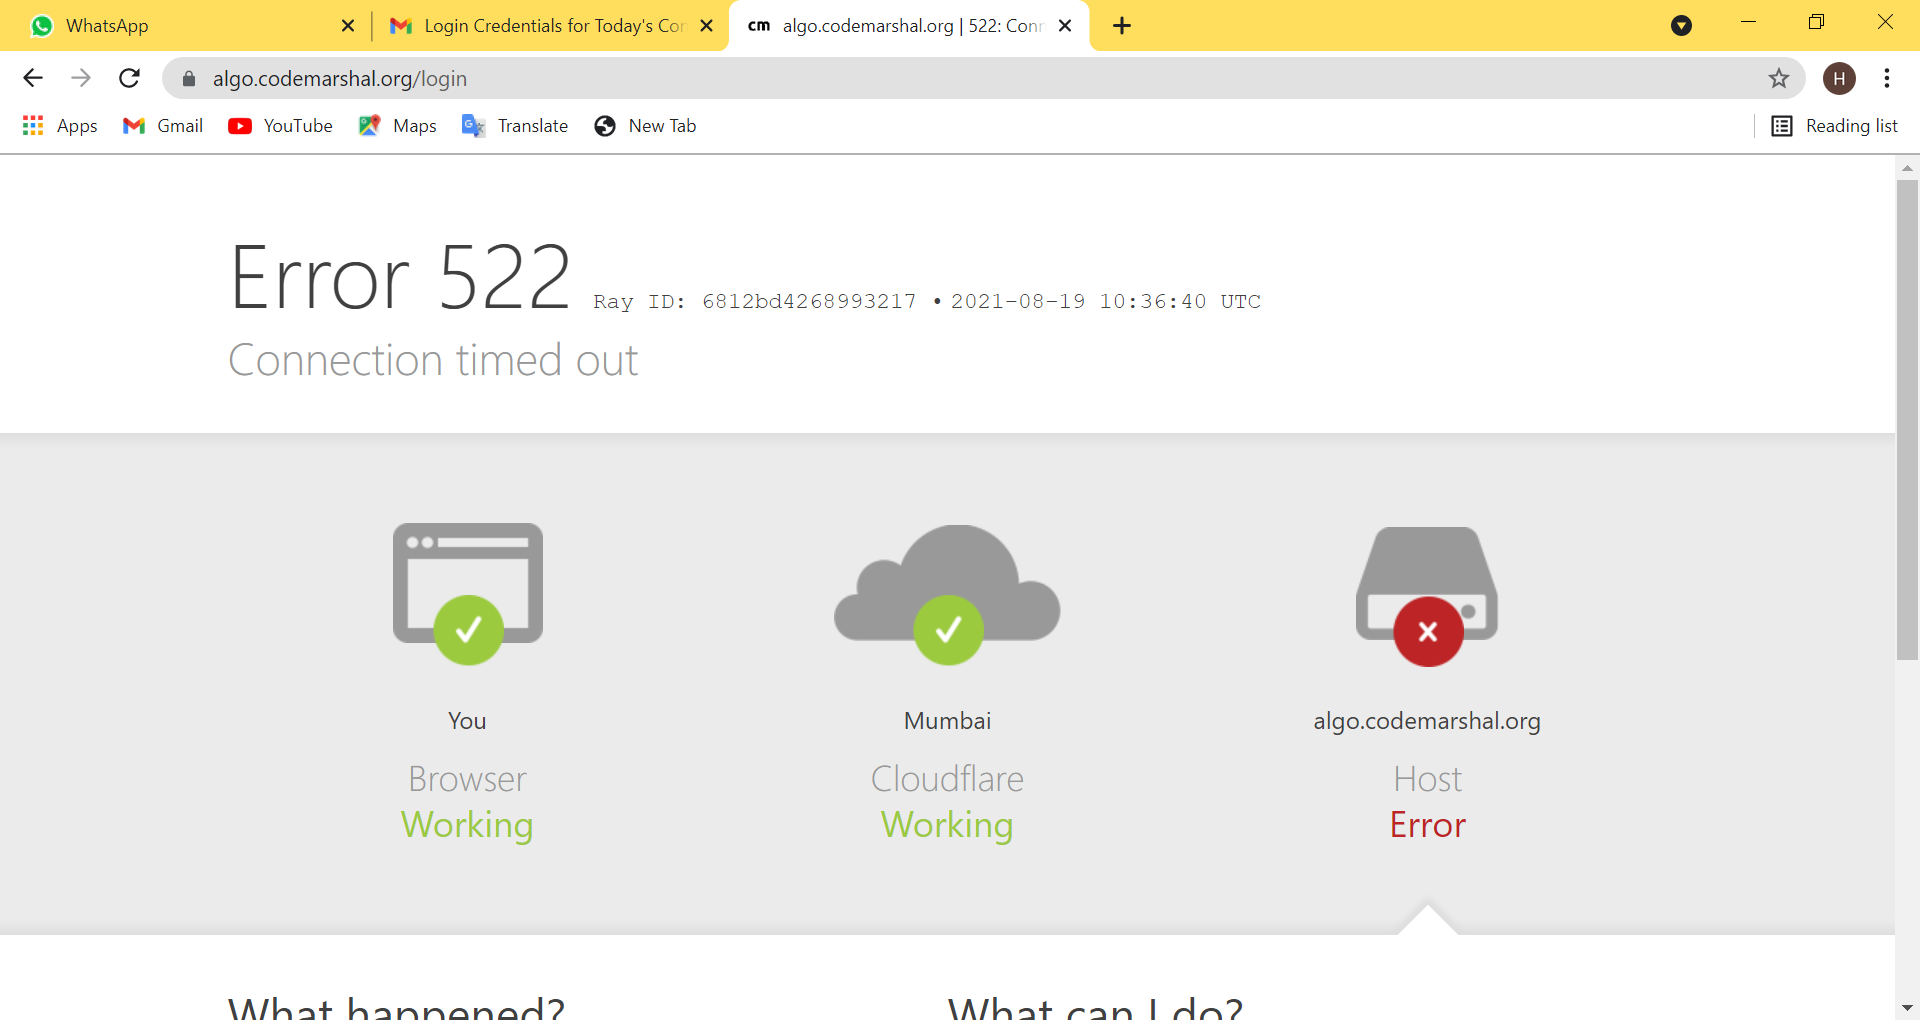 WhatsApp
Login Credentials for Today's Con
cm algo.codemarshal.org | 522: Conn
algo.codemarshal.org/login
H
Apps Gmail YouTube Maps Translate New Tab Reading list
Error 522 Ray ID: 6812bd4268993217 • 2021-08-19 10:36:40 UTC
Connection timed out
You
Browser
Working
Mumbai
Cloudflare
Working
algo.codemarshal.org
Host
Error
What happened?
What can I do?